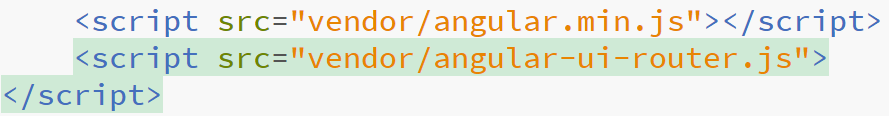 <script src="vendor/angular.min.js"></script>
<script src="vendor/angular-ui-router.js">
</script>